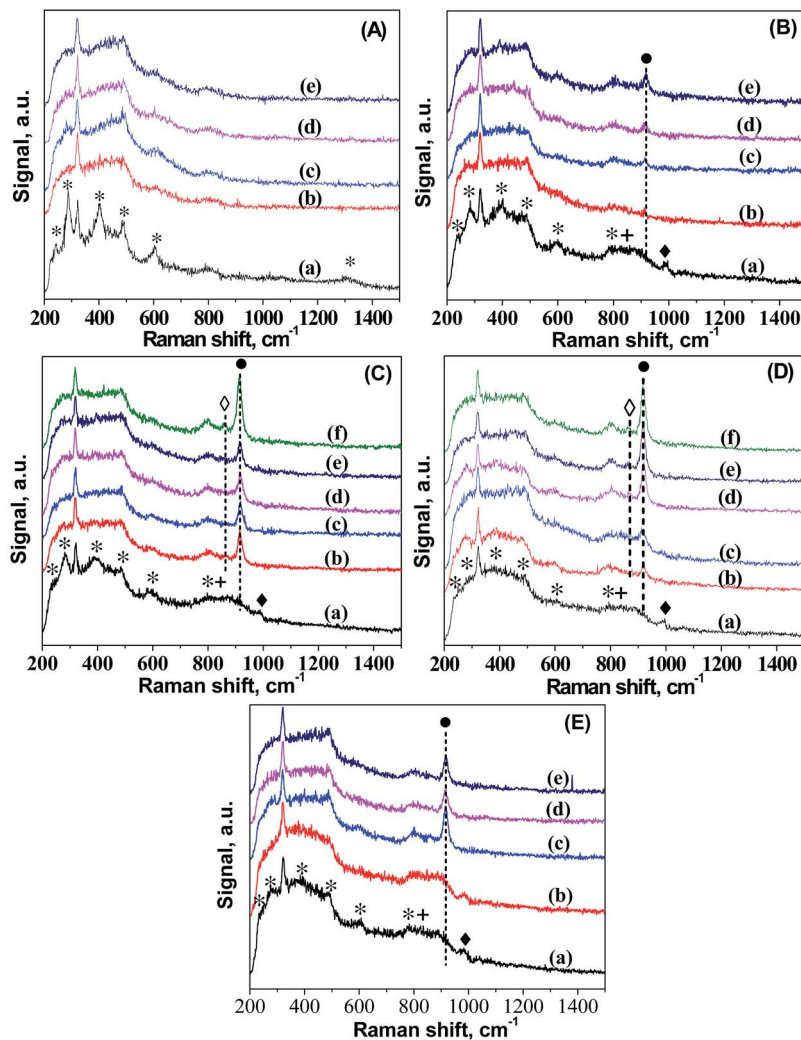 (A)
Signal, a.u.
(e)
(d)
(c)
(b)
(a)
* * * * * *
200 400 600 800 1000 1200 1400
Raman shift, cm-1
(B)
Signal, a.u.
●
(e)
(d)
(c)
(b)
(a)
* * * * * *+ ♦
200 400 600 800 1000 1200 1400
Raman shift, cm-1
(C)
Signal, a.u.
◊ ●
(f)
(e)
(d)
(c)
(b)
(a)
* * * * * *+ ♦
200 400 600 800 1000 1200 1400
Raman shift, cm-1
(D)
Signal, a.u.
◊ ●
(f)
(e)
(d)
(c)
(b)
(a)
* * * * * *+ ♦
200 400 600 800 1000 1200 1400
Raman shift, cm-1
(E)
Signal, a.u.
●
(e)
(d)
(c)
(b)
(a)
* * * * * *+ ♦
200 400 600 800 1000 1200 1400
Raman shift, cm-1